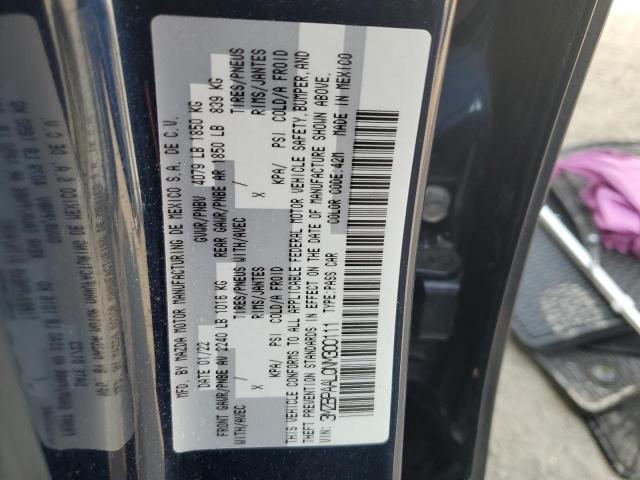 MFD. BY MAZDA MOTOR MANUFACTURING DE MEXICO S.A. DE C.V.
DATE 01/22 GVWR/PNBV 4079 LB 1850 KG
FRONT GAWR/PNBE AV 2240 LB 1016 KG REAR GAWR/PNBE AR 1850 LB 839 KG
WITH/AVEC TIRES/PNEUS WITH/AVEC TIRES/PNEUS
X RIMS/JANTES X RIMS/JANTES
KPA/ PSI COLD/A FROID KPA/ PSI COLD/A FROID
THIS VEHICLE CONFORMS TO ALL APPLICABLE FEDERAL MOTOR VEHICLE SAFETY, BUMPER, AND
THEFT PREVENTION STANDARDS IN EFFECT ON THE DATE OF MANUFACTURE SHOWN ABOVE.
VIN: TYPE: PASS CAR COLOR CODE: 42M
MADE IN MEXICO